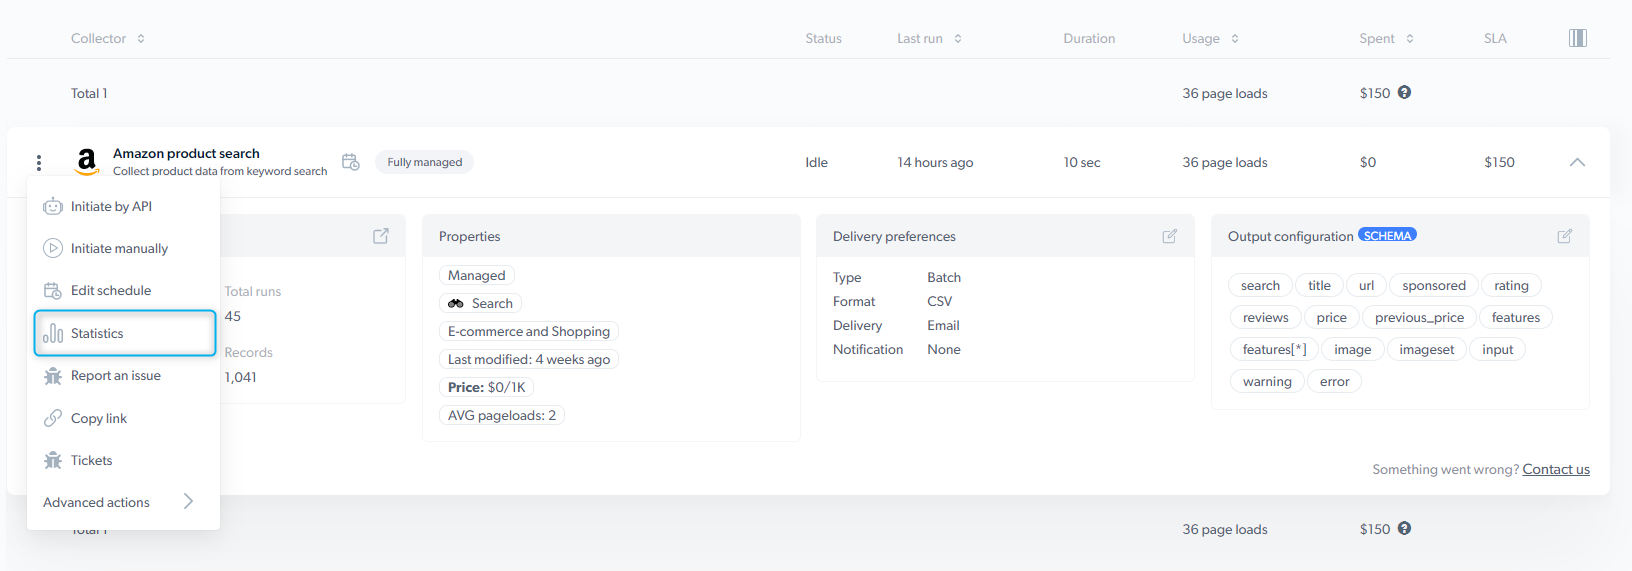 Collector Status Last run Duration Usage Spent SLA
Total 1 36 page loads $150 ?
Amazon product search
Collect product data from keyword search
Fully managed Idle 14 hours ago 10 sec 36 page loads $0 $150
Initiate by API
Initiate manually
Edit schedule
Statistics
Report an issue
Copy link
Tickets
Advanced actions
Total runs
45
Records
1,041
Properties
Managed
Search
E-commerce and Shopping
Last modified: 4 weeks ago
Price: $0/1K
AVG pageloads: 2
Delivery preferences
Type Batch
Format CSV
Delivery Email
Notification None
Output configuration SCHEMA
search title url sponsored rating
reviews price previous_price features
features[*] image imageset input
warning error
Something went wrong? Contact us
Total 1 36 page loads $150 ?